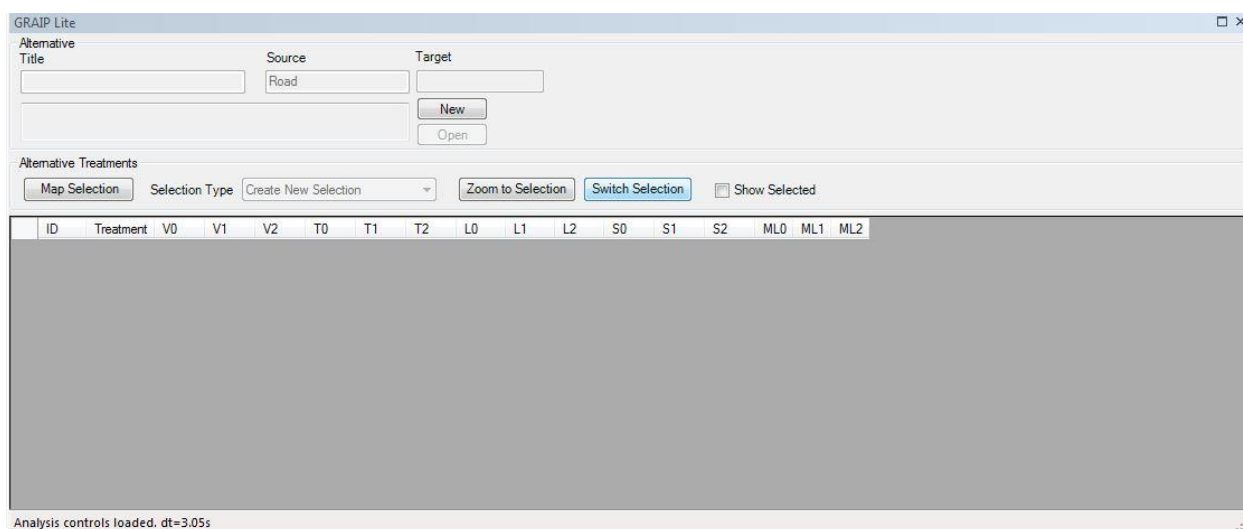 GRAIP Lite
Alternative
Title Source Target
Road
New
Open
Alternative Treatments
Map Selection Selection Type Create New Selection Zoom to Selection Switch Selection Show Selected
ID Treatment V0 V1 V2 T0 T1 T2 L0 L1 L2 S0 S1 S2 ML0 ML1 ML2
Analysis controls loaded. dt=3.05s